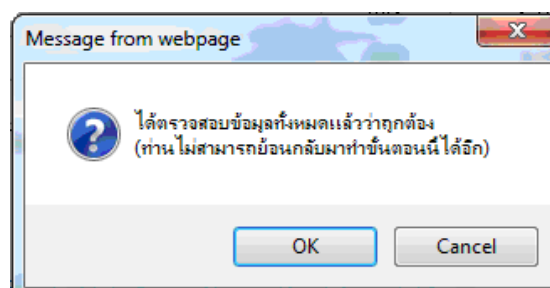 Message from webpage
ได้ตรวจสอบข้อมูลทั้งหมดแล้วว่าถูกต้อง
(ท่านไม่สามารถย้อนกลับมาทำขั้นตอนนี้ได้อีก)
OK
Cancel